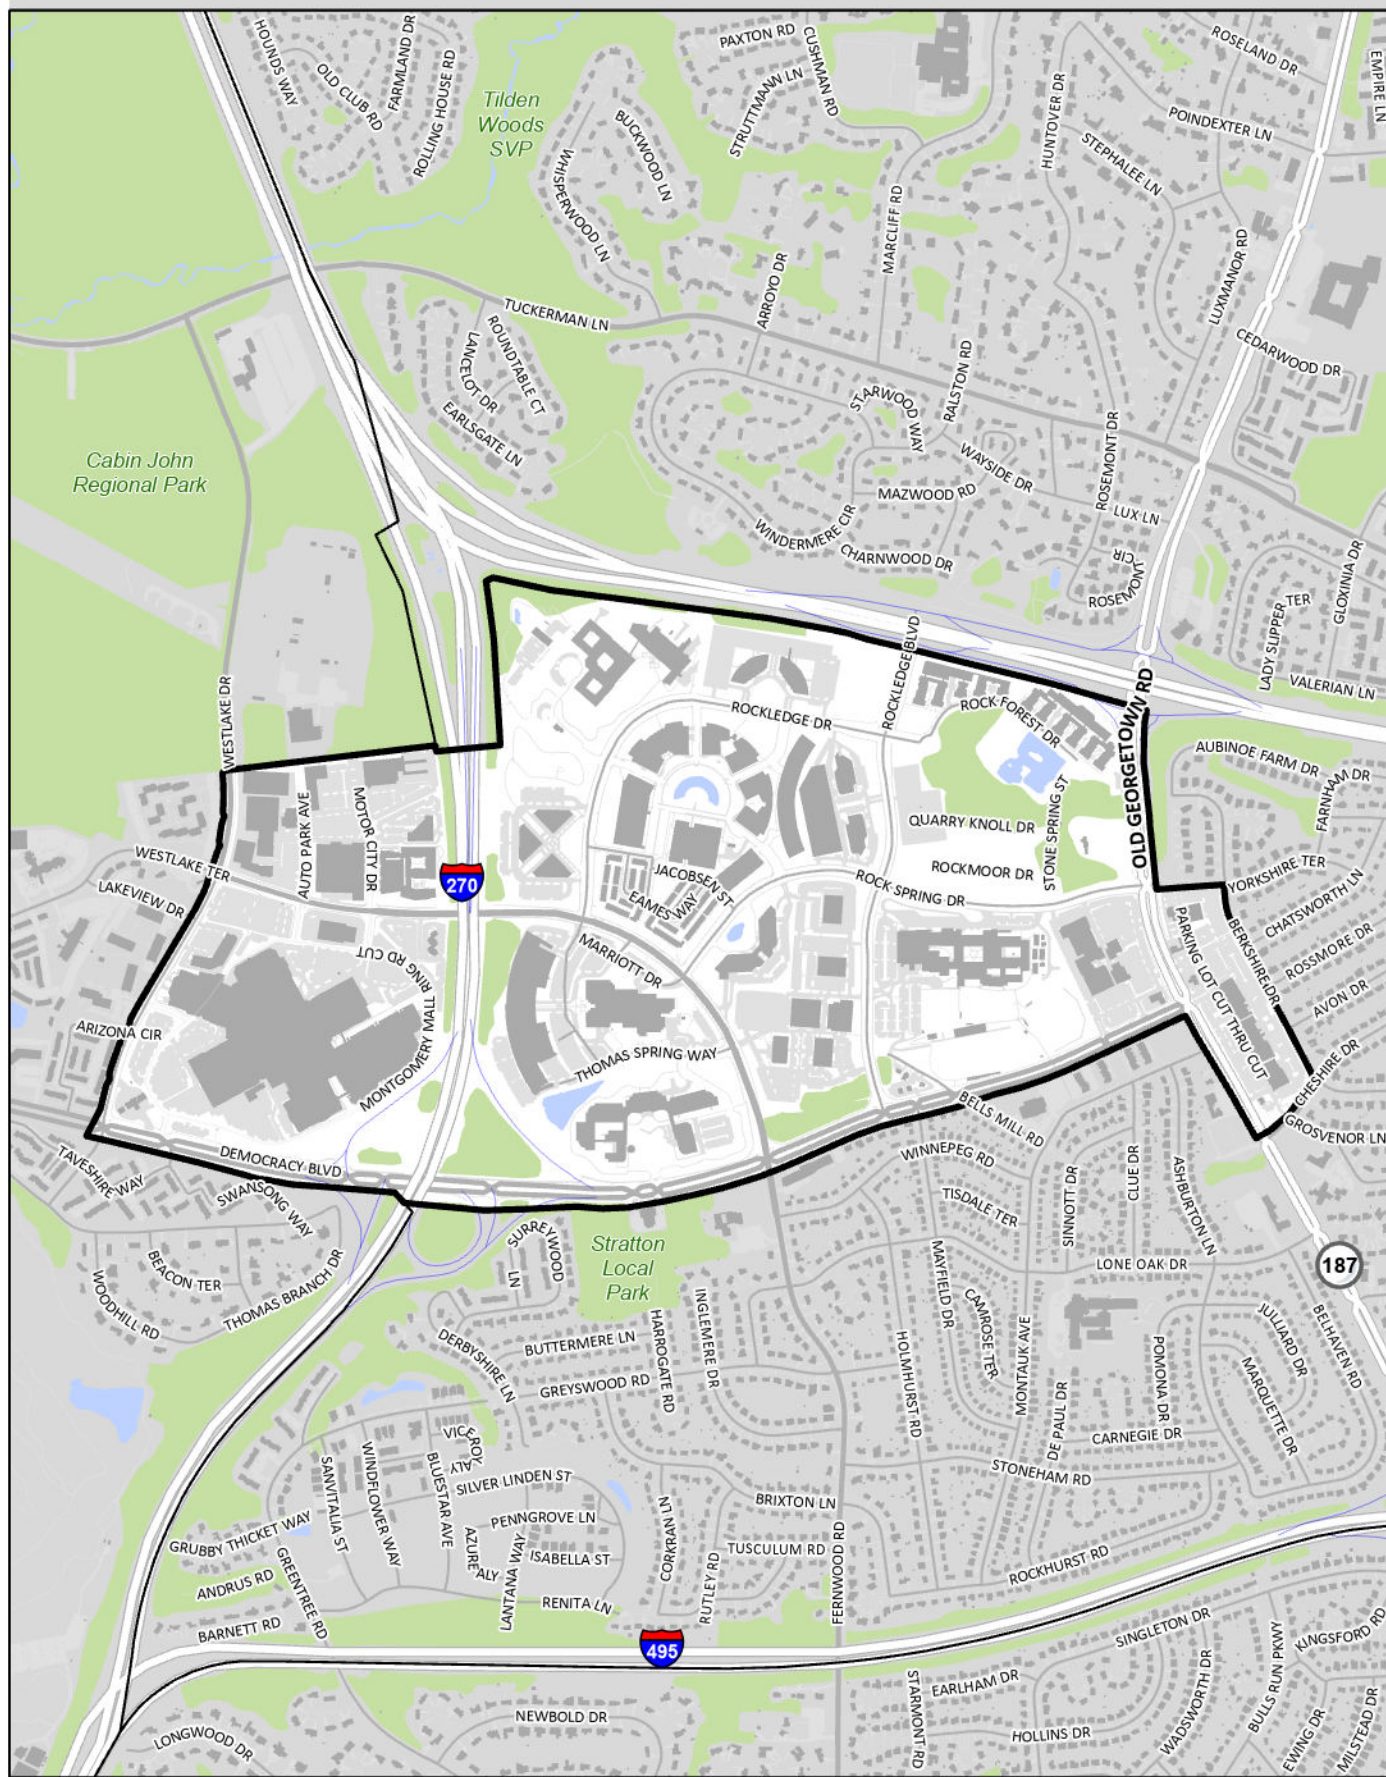 HOUNDS WAY
OLD CLUB RD
FARMLAND DR
ROLLING HOUSE RD
Tilden
Woods
SVP
PAXTON RD
CUSHMAN RD
STRUTTMANN LN
BUCKWOOD LN
WHISPERWOOD LN
HUNTOVER DR
ROSELAND DR
EMPIRE LN
POINDEXTER LN
STEPHALEE LN
MARCLIFF RD
ARROYO DR
LUXMANOR RD
TUCKERMAN LN
ROUNDTABLE CT
LANCELOT DR
EARLSGATE LN
CEDARWOOD DR
RALSTON RD
STARWOOD WAY
WAYSIDE DR
ROSEMONT DR
Cabin John
Regional Park
MAZWOOD RD
LUX LN
WINDERMERE CIR
CHARNWOOD DR
ROSEMONT
CIR
GLOXINIA DR
LADY SLIPPER TER
VALERIAN LN
WESTLAKE DR
ROCKLEDGE BLVD
ROCKLEDGE DR
ROCK FOREST DR
OLD GEORGETOWN RD
AUBINOE FARM DR
FARNHAM DR
AUTO PARK AVE
MOTOR CITY DR
STONE SPRING ST
QUARRY KNOLL DR
WESTLAKE TER
270
JACOBSEN ST
EAMES WAY
ROCKMOOR DR
ROCK SPRING DR
YORKSHIRE TER
CHATSWORTH LN
LAKEVIEW DR
MARRIOTT DR
PARKING LOT CUT THRU CUT
BERKSHIRE DR
ROSSMORE DR
AVON DR
MONTGOMERY MALL RING RD CUT
ARIZONA CIR
THOMAS SPRING WAY
CHESHIRE DR
GROSVENOR LN
BELLS MILL RD
DEMOCRACY BLVD
TAVESHIRE WAY
SWANSONG WAY
WINNEPEG RD
TISDALE TER
SINNOTT DR
CLUE DR
ASHBURTON LN
BEACON TER
WOODHILL RD
THOMAS BRANCH DR
SURREYWOOD
LN
Stratton
Local
Park
LONE OAK DR
187
MAYFIELD DR
CAMROSE TER
MONTAUK AVE
INGLEMERE DR
HARROGATE RD
BUTTERMERE LN
DERBYSHIRE LN
GREYSWOOD RD
HOLMHURST RD
DE PAUL DR
POMONA DR
JULLIARD DR
BELHAVEN RD
MARQUETTE DR
CARNEGIE DR
STONEHAM RD
VICEROY
ALY
SANVITALIA ST
WINDFLOWER WAY
BLUESTAR AVE
SILVER LINDEN ST
BRIXTON LN
PENNGROVE LN
GRUBBY THICKET WAY
AZURE
ALY
LANTANA WAY
ISABELLA ST
CORKRAN LN
TUSCULUM RD
RUTLEY RD
FERNWOOD RD
ROCKHURST RD
ANDRUS RD
GREENTREE RD
RENITA LN
BARNETT RD
495
SINGLETON DR
KINGSFORD RD
BULLS RUN PKWY
EARLHAM DR
STARMONT RD
WADSWORTH DR
NEWBOLD DR
HOLLINS DR
EWING DR
MILSTEAD DR
LONGWOOD DR